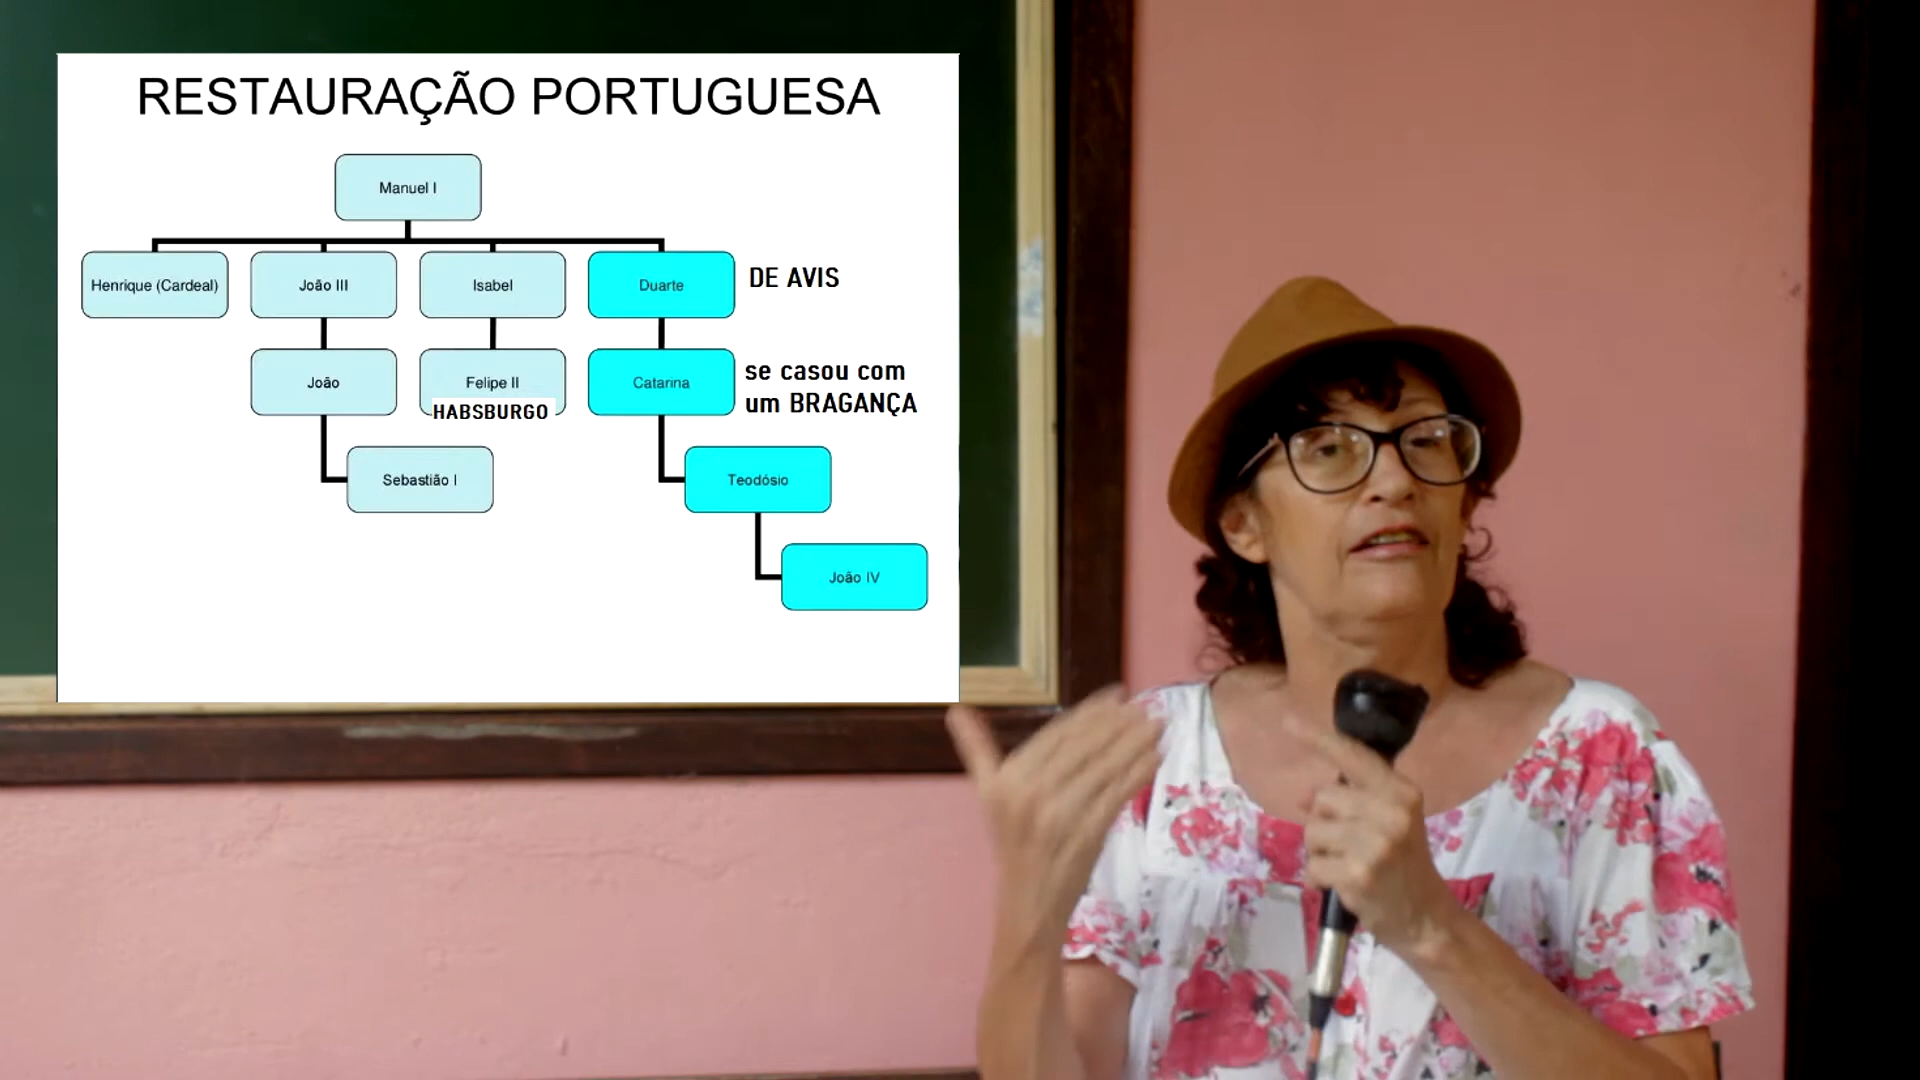 RESTAURAÇÃO PORTUGUESA
Manuel I
Henrique (Cardeal)
João III
Isabel
Duarte
DE AVIS
João
Felipe II
HABSBURGO
Catarina
se casou com
um BRAGANÇA
Sebastião I
Teodósio
João IV